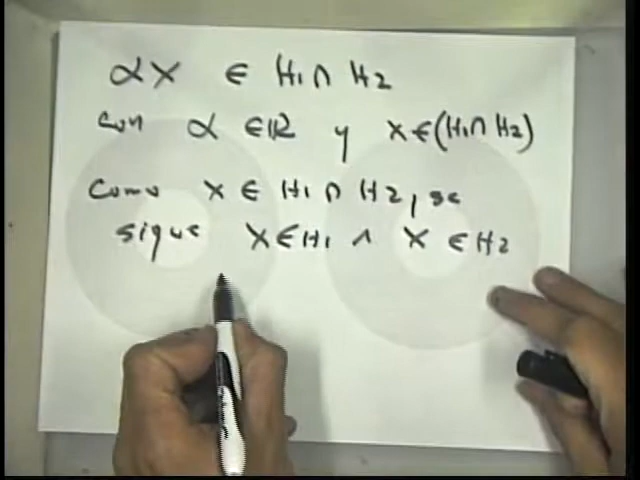 αx ∈ H1 ∩ H2
con α ∈ ℝ y x ∈ (H1 ∩ H2)
como x ∈ H1 ∩ H2, se
sigue x ∈ H1 ∧ x ∈ H2